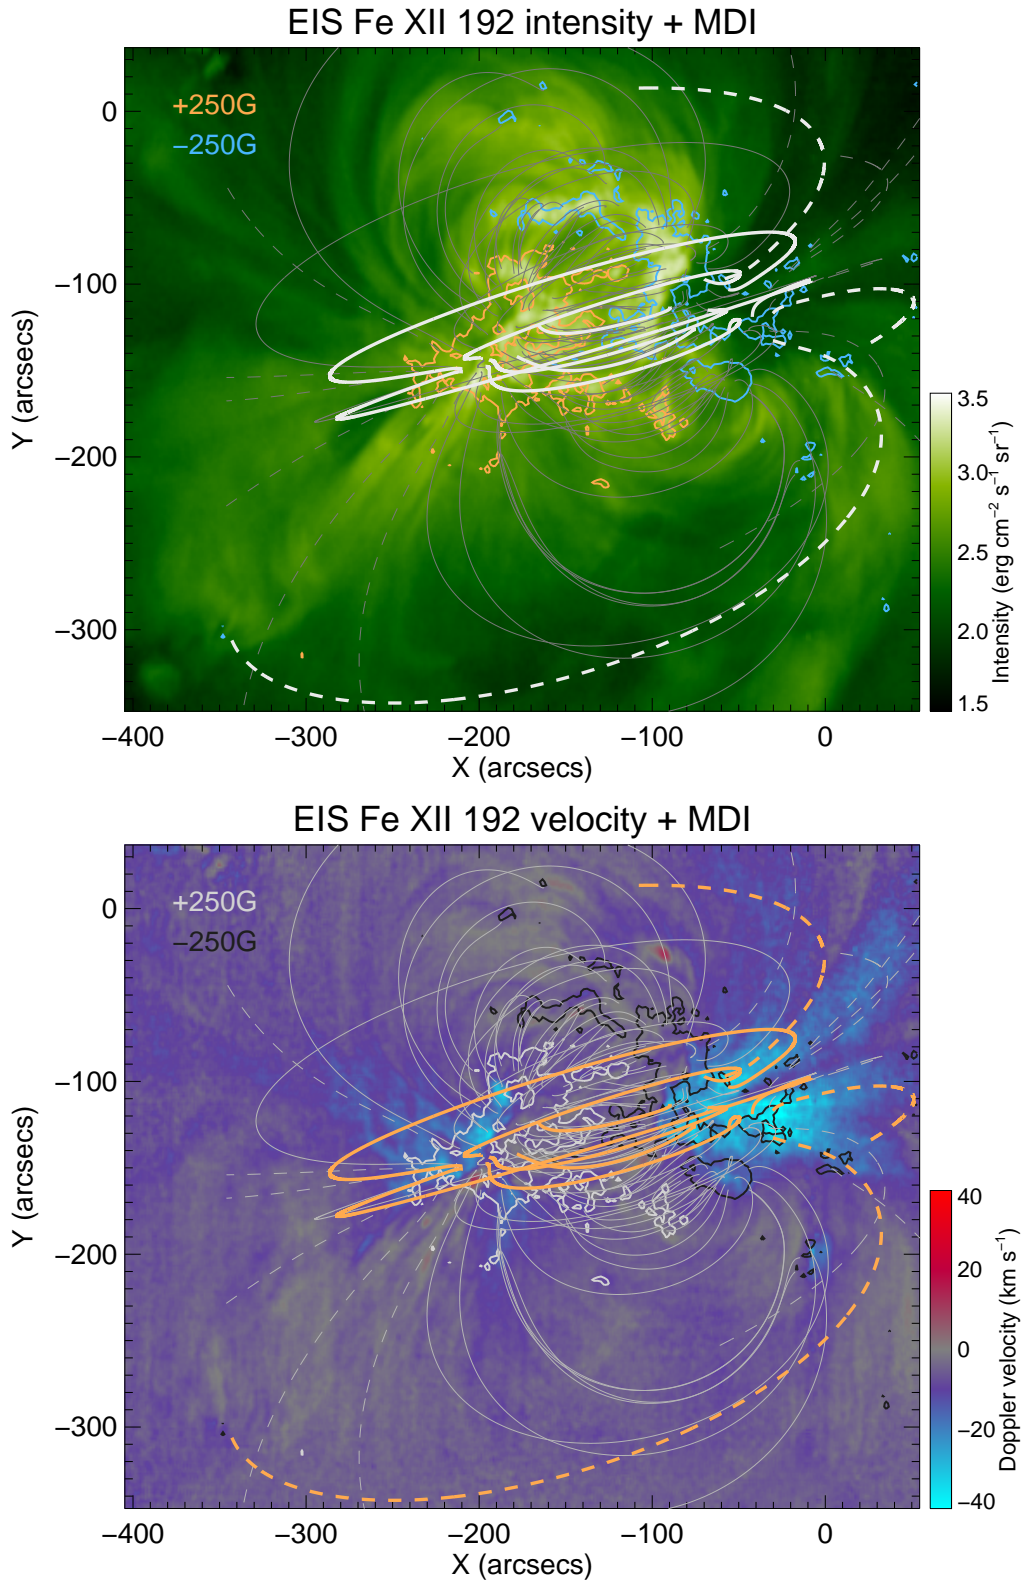 EIS Fe XII 192 intensity + MDI
+250G
−250G
0
−100
−200
−300
Y (arcsecs)
−400 −300 −200 −100 0
X (arcsecs)
3.5
3.0
2.5
2.0
1.5
Intensity (erg cm⁻² s⁻¹ sr⁻¹)
EIS Fe XII 192 velocity + MDI
+250G
−250G
0
−100
−200
−300
Y (arcsecs)
−400 −300 −200 −100 0
X (arcsecs)
40
20
0
−20
−40
Doppler velocity (km s⁻¹)